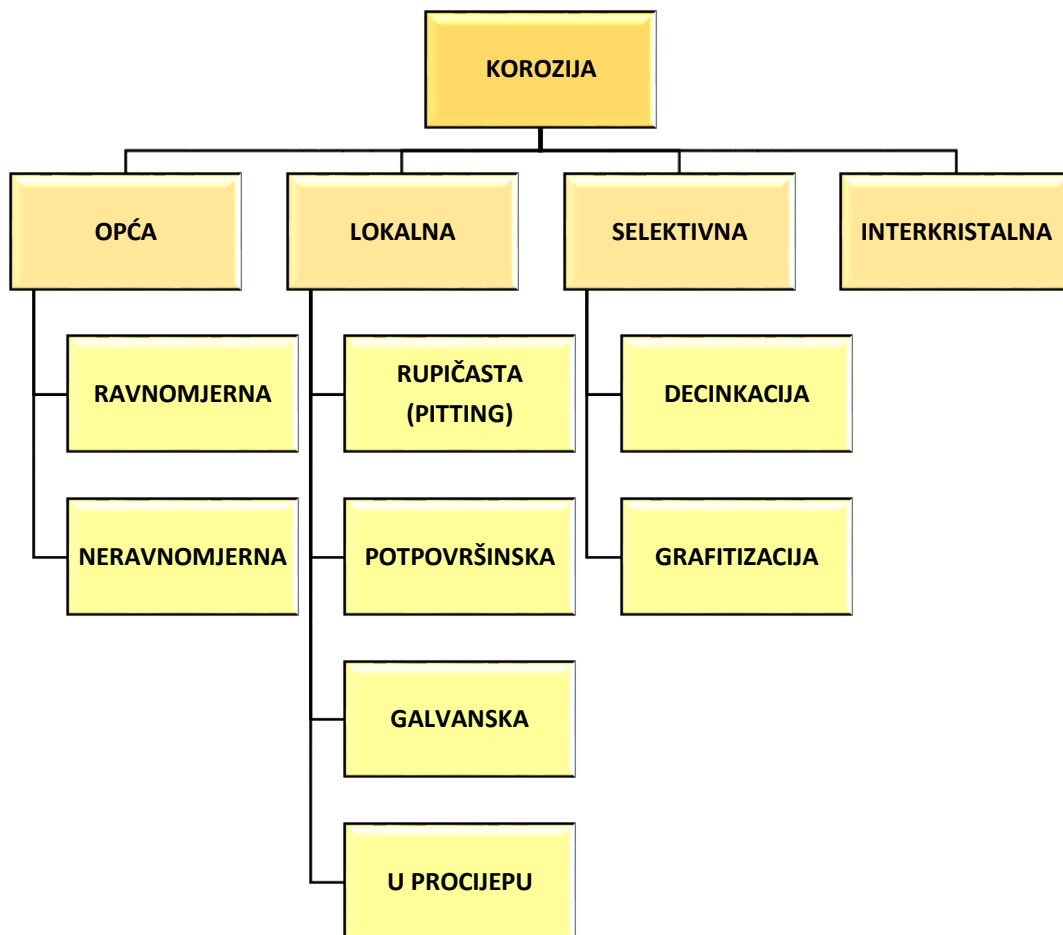 KOROZIJA
OPĆA
LOKALNA
SELEKTIVNA
INTERKRISTALNA
RAVNOMJERNA
RUPIČASTA
(PITTING)
DECINKACIJA
NERAVNOMJERNA
POTPOVRŠINSKA
GRAFITIZACIJA
GALVANSKA
U PROCIJEPU